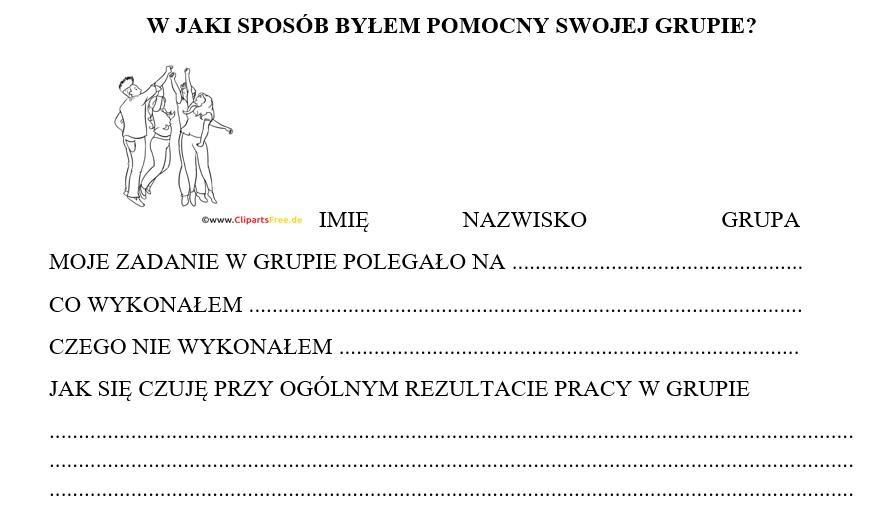 W JAKI SPOSÓB BYŁEM POMOCNY SWOJEJ GRUPIE?
©www.ClipartsFree.de
IMIĘ NAZWISKO GRUPA
MOJE ZADANIE W GRUPIE POLEGAŁO NA ..................................................
CO WYKONAŁEM ...............................................................................................
CZEGO NIE WYKONAŁEM ...............................................................................
JAK SIĘ CZUJĘ PRZY OGÓLNYM REZULTACIE PRACY W GRUPIE
..........................................................................................................................................
..........................................................................................................................................
..........................................................................................................................................